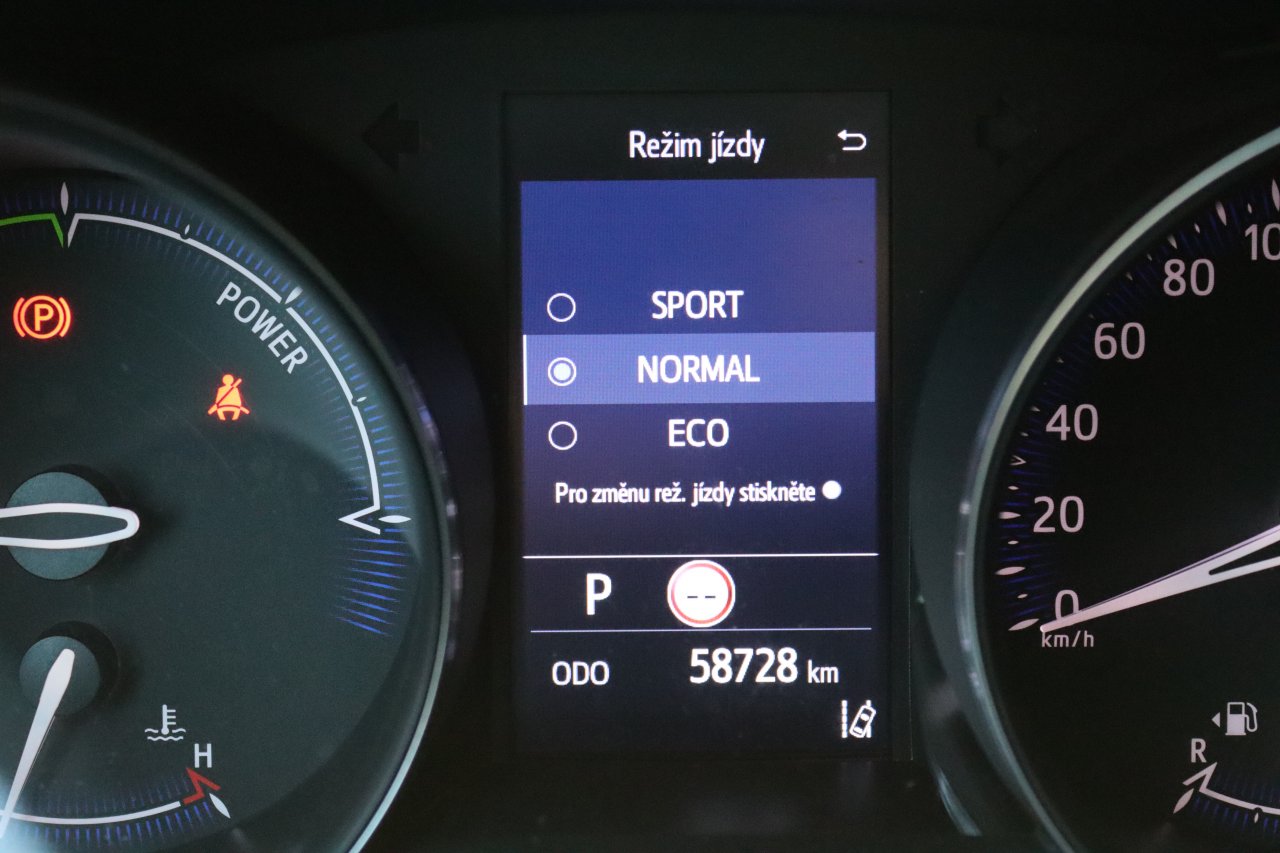 Režim jízdy
SPORT
NORMAL
ECO
Pro změnu rež. jízdy stiskněte
P
--
ODO 58728 km
P
POWER
H
100
80
60
40
20
0
km/h
R